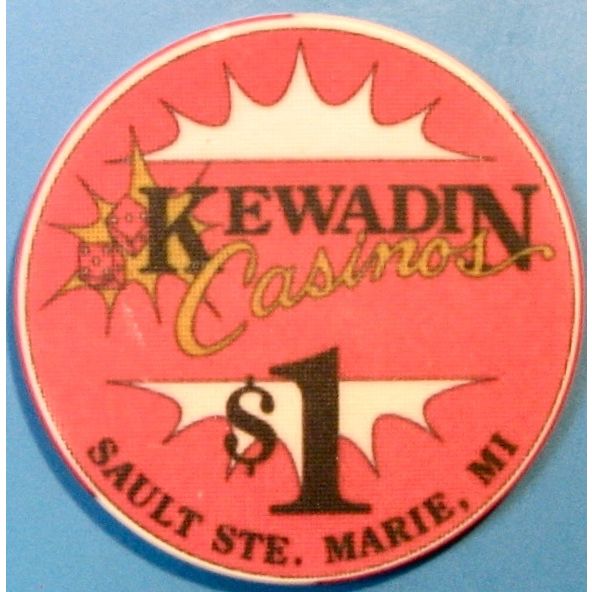 KEWADIN
Casinos
$1
SAULT STE. MARIE, MI